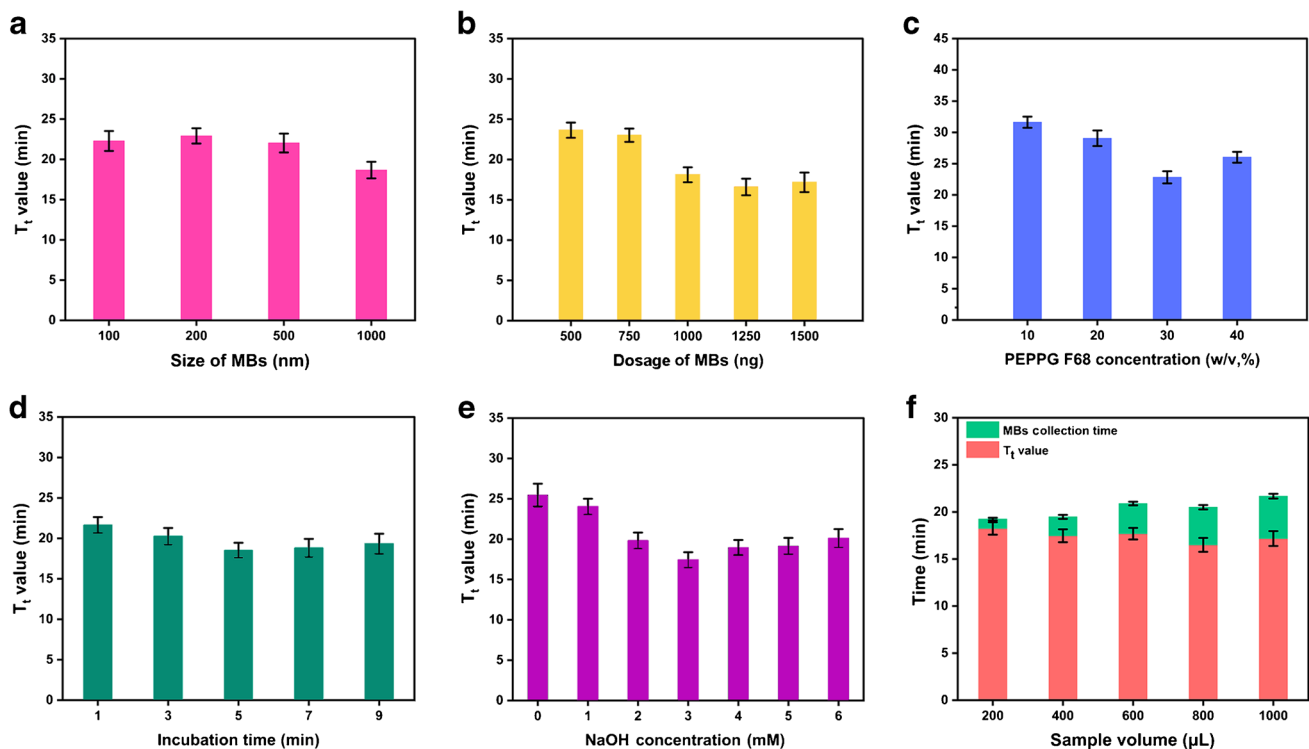 a
35
30
25
20
15
10
5
0
Tt value (min)
100 200 500 1000
Size of MBs (nm)
b
35
30
25
20
15
10
5
0
Tt value (min)
500 750 1000 1250 1500
Dosage of MBs (ng)
c
45
40
35
30
25
20
15
10
5
0
Tt value (min)
10 20 30 40
PEPPG F68 concentration (w/v,%)
d
35
30
25
20
15
10
5
0
Tt value (min)
1 3 5 7 9
Incubation time (min)
e
35
30
25
20
15
10
5
0
Tt value (min)
0 1 2 3 4 5 6
NaOH concentration (mM)
f
30
25
20
15
10
5
0
Time (min)
MBs collection time
Tt value
200 400 600 800 1000
Sample volume (µL)